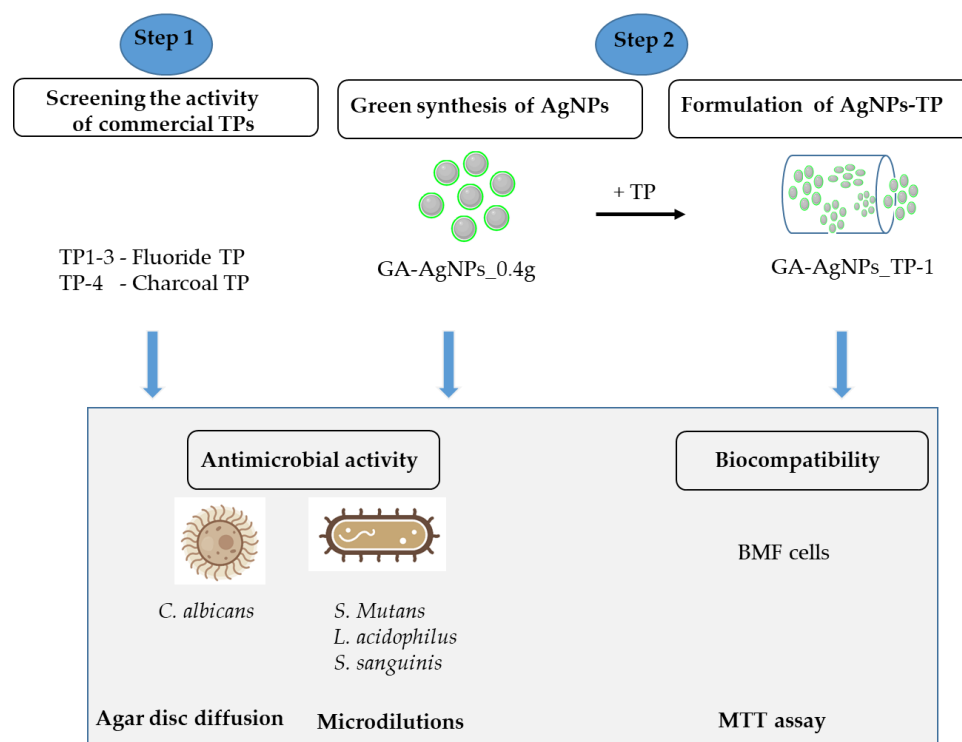 Step 1
Step 2
Screening the activity
of commercial TPs
Green synthesis of AgNPs
Formulation of AgNPs-TP
+ TP
TP1-3 - Fluoride TP
TP-4 - Charcoal TP
GA-AgNPs_0.4g
GA-AgNPs_TP-1
Antimicrobial activity
Biocompatibility
BMF cells
C. albicans
S. Mutans
L. acidophilus
S. sanguinis
Agar disc diffusion
Microdilutions
MTT assay